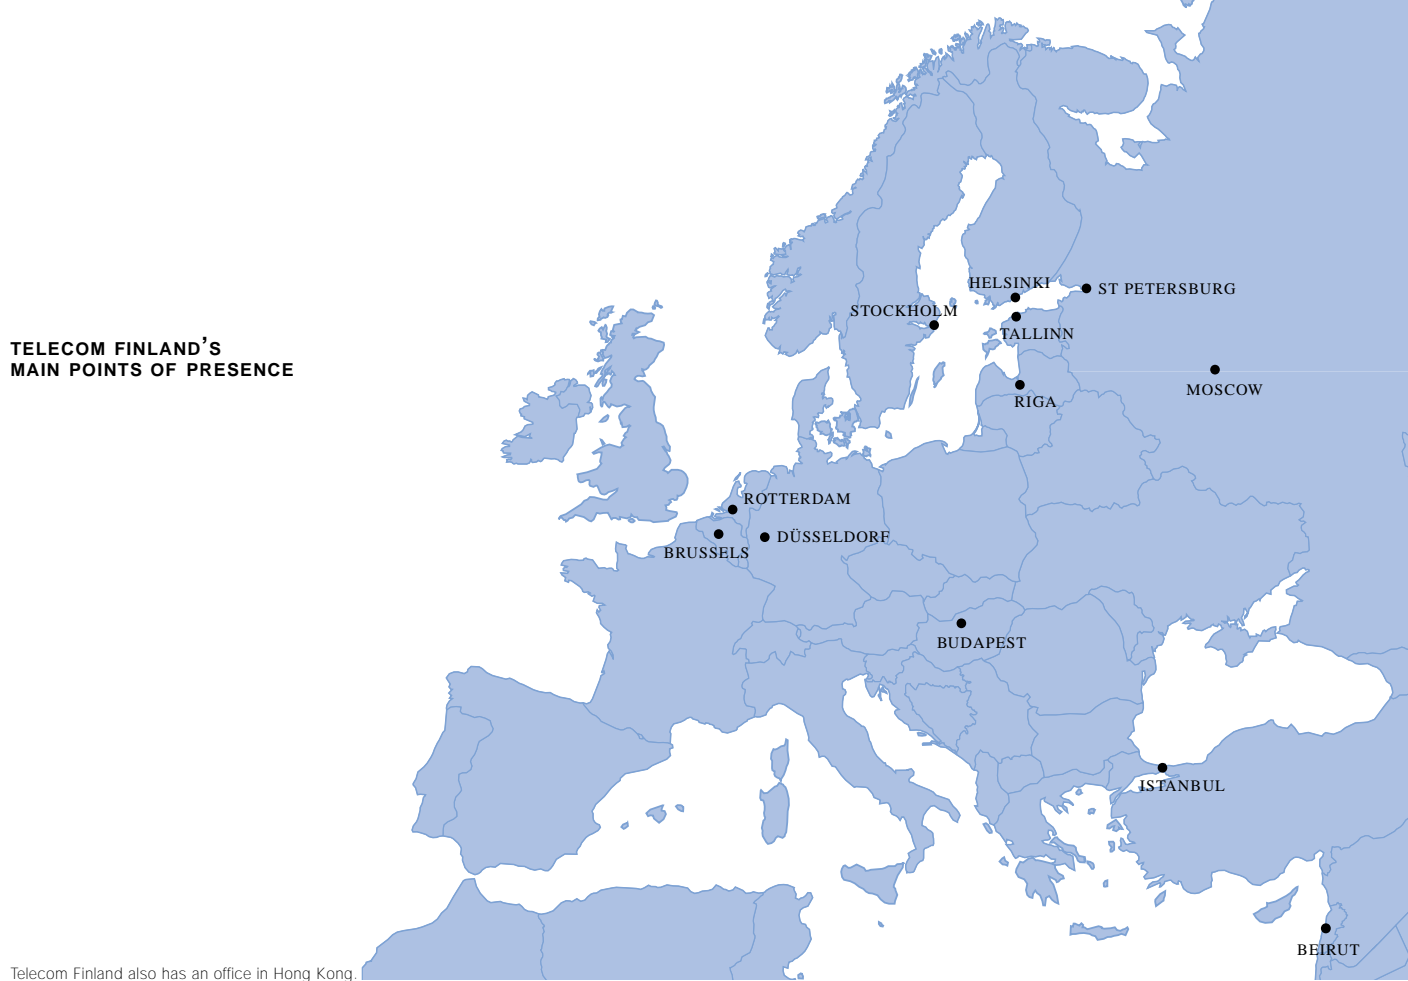 HELSINKI
ST PETERSBURG
STOCKHOLM
TALLINN
TELECOM FINLAND'S
MAIN POINTS OF PRESENCE
MOSCOW
RIGA
ROTTERDAM
DÜSSELDORF
BRUSSELS
BUDAPEST
ISTANBUL
BEIRUT
Telecom Finland also has an office in Hong Kong.